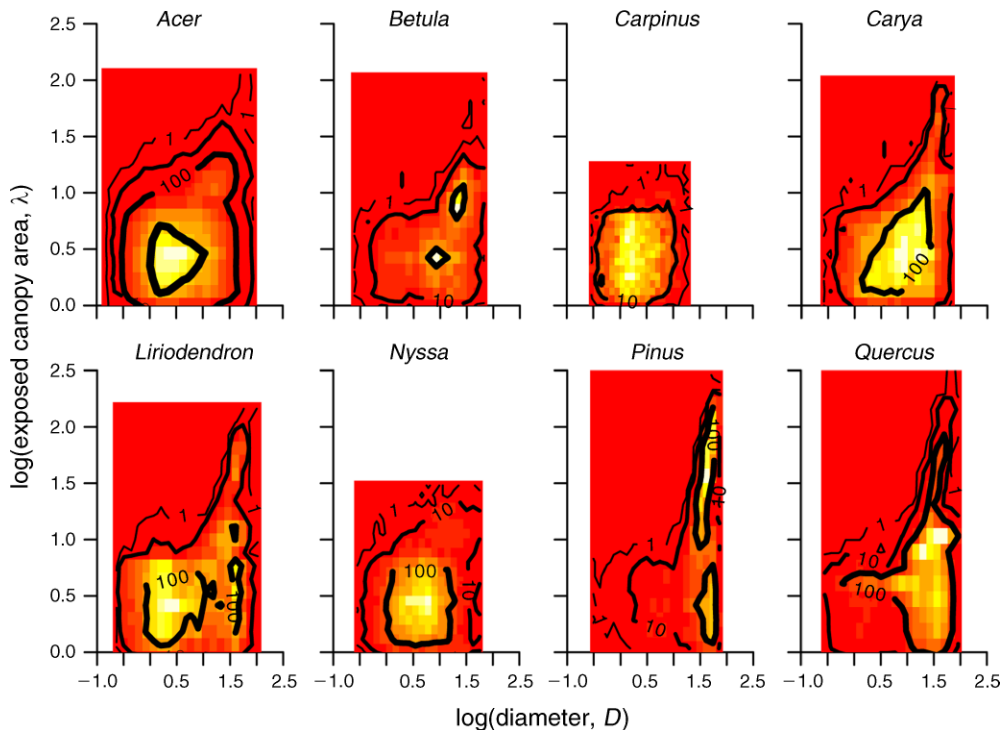 Acer Betula Carpinus Carya
2.5
2.0
1.5
1.0
0.5
0.0
1 1 1 1
100 10 10 100
Liriodendron Nyssa Pinus Quercus
2.5
2.0
1.5
1.0
0.5
0.0
1 10 1 100 1 1
100 100 10 10 10
100 10 1 10 100
−1.0 0.5 1.5 2.5 −1.0 0.5 1.5 2.5 −1.0 0.5 1.5 2.5 −1.0 0.5 1.5 2.5
log(exposed canopy area, λ)
log(diameter, D)